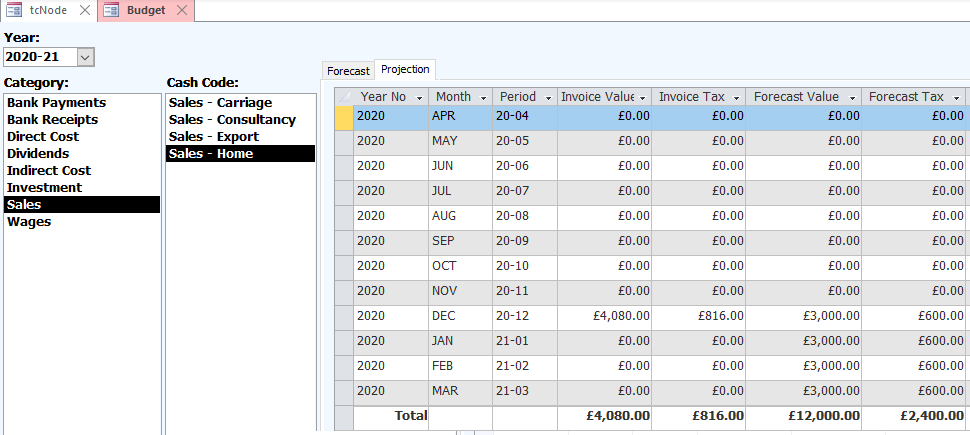 tcNode Budget
Year:
2020-21
Category: Cash Code:
Bank Payments
Bank Receipts
Direct Cost
Dividends
Indirect Cost
Investment
Sales
Wages
Sales - Carriage
Sales - Consultancy
Sales - Export
Sales - Home
Forecast Projection
Year No Month Period Invoice Value Invoice Tax Forecast Value Forecast Tax
2020 APR 20-04 £0.00 £0.00 £0.00 £0.00
2020 MAY 20-05 £0.00 £0.00 £0.00 £0.00
2020 JUN 20-06 £0.00 £0.00 £0.00 £0.00
2020 JUL 20-07 £0.00 £0.00 £0.00 £0.00
2020 AUG 20-08 £0.00 £0.00 £0.00 £0.00
2020 SEP 20-09 £0.00 £0.00 £0.00 £0.00
2020 OCT 20-10 £0.00 £0.00 £0.00 £0.00
2020 NOV 20-11 £0.00 £0.00 £0.00 £0.00
2020 DEC 20-12 £4,080.00 £816.00 £3,000.00 £600.00
2020 JAN 21-01 £0.00 £0.00 £3,000.00 £600.00
2020 FEB 21-02 £0.00 £0.00 £3,000.00 £600.00
2020 MAR 21-03 £0.00 £0.00 £3,000.00 £600.00
Total £4,080.00 £816.00 £12,000.00 £2,400.00